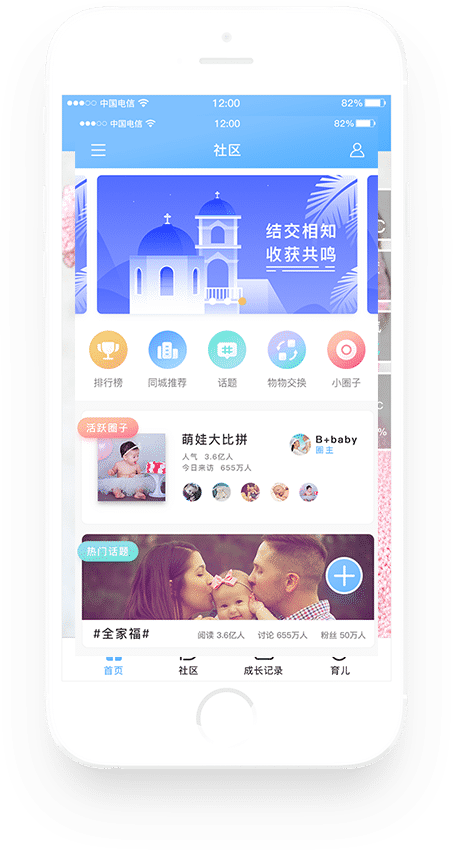 中国电信 12:00 82%
中国电信 12:00 82%
社区
结交相知
收获共鸣
C
排行榜 同城推荐 话题 物物交换 小圈子
活跃圈子
萌娃大比拼
人气 3.6亿人
今日来访 655万人
B+baby
圈主
C
%
热门话题
#全家福#
阅读 3.6亿人 讨论 655万人 粉丝 50万人
首页 社区 成长记录 育儿